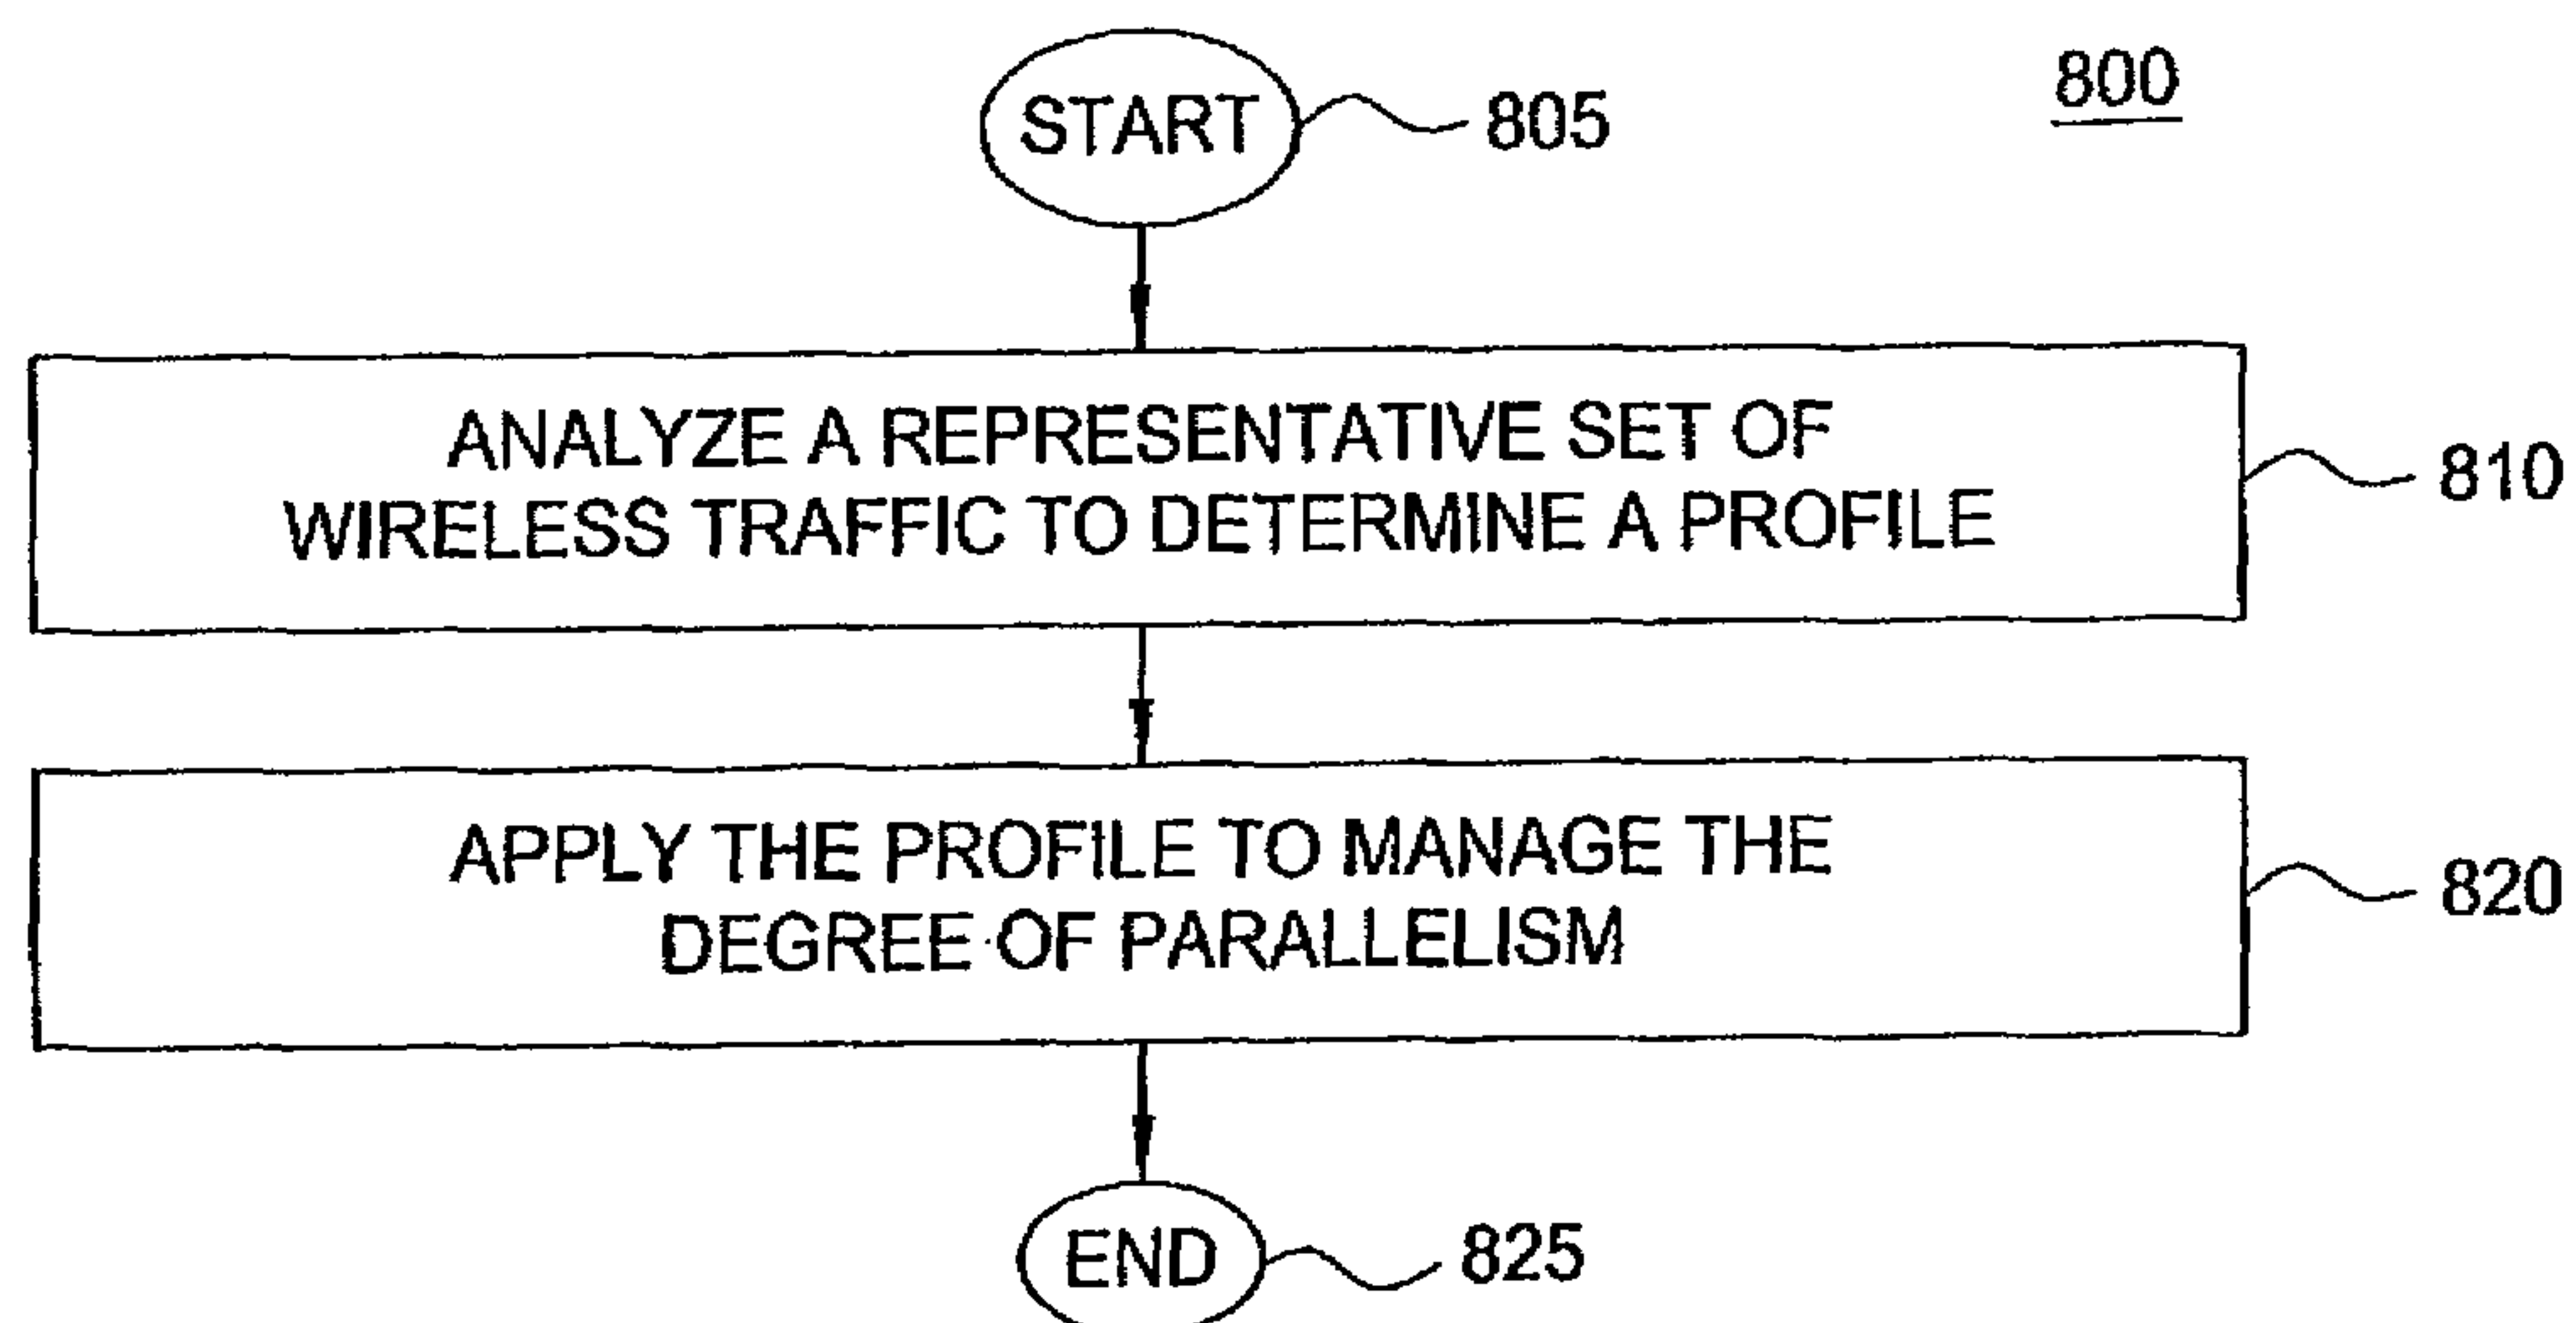 800
START
805
ANALYZE A REPRESENTATIVE SET OF
WIRELESS TRAFFIC TO DETERMINE A PROFILE
810
APPLY THE PROFILE TO MANAGE THE
DEGREE OF PARALLELISM
820
END
825